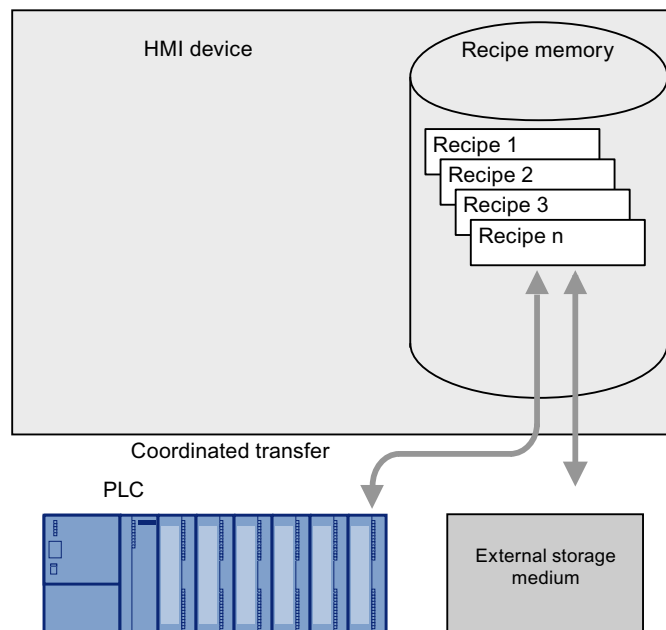 HMI device
Recipe memory
Recipe 1
Recipe 2
Recipe 3
Recipe n
Coordinated transfer
PLC
External storage
medium